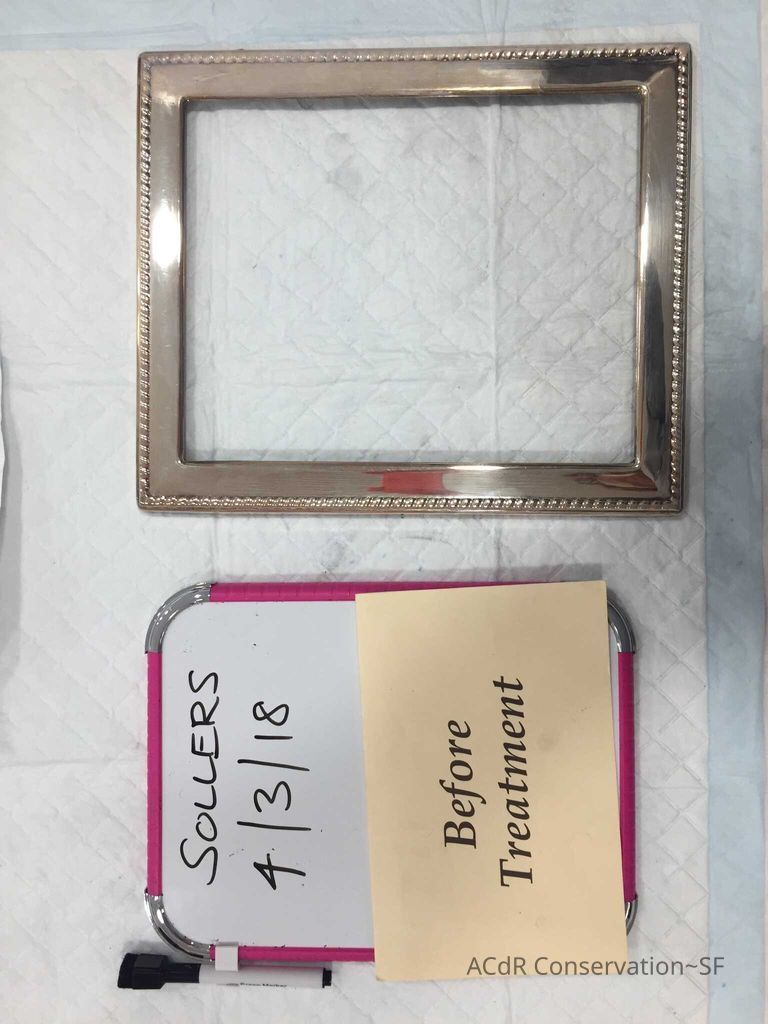 SOLLERS
4/3/18
Before
Treatment
ACdR Conservation~SF